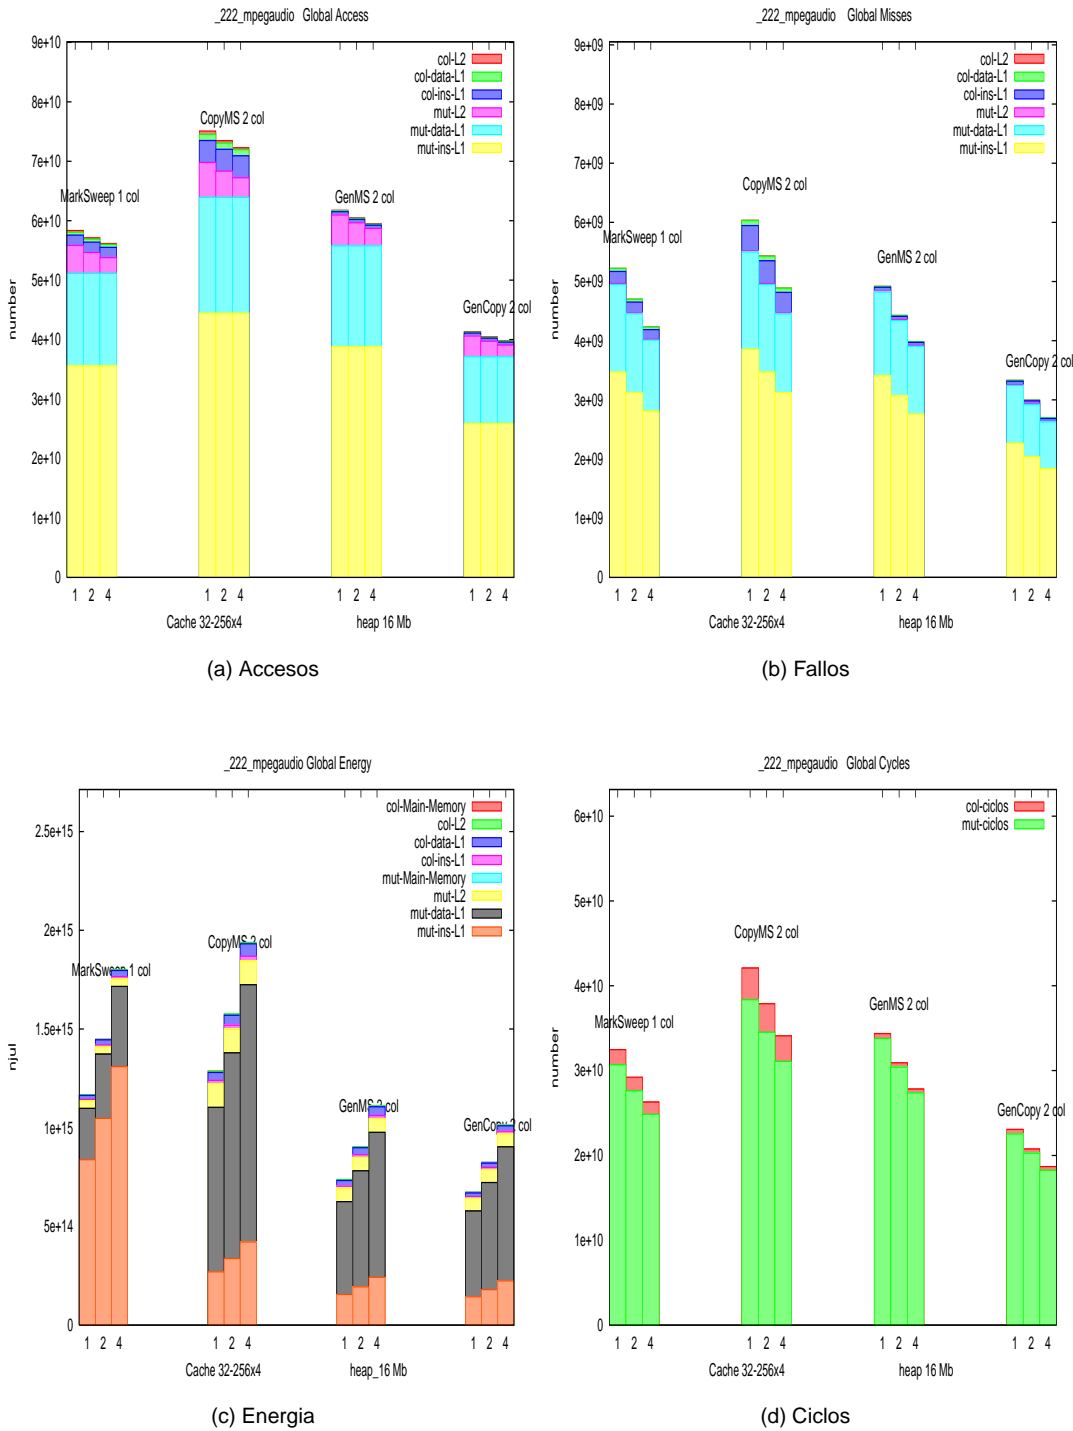 _222_mpegaudio Global Access
9e+10
8e+10
7e+10
6e+10
5e+10
4e+10
3e+10
2e+10
1e+10
0
number
col-L2
col-data-L1
col-ins-L1
mut-L2
mut-data-L1
mut-ins-L1
MarkSweep 1 col
CopyMS 2 col
GenMS 2 col
GenCopy 2 col
1 2 4 1 2 4 1 2 4 1 2 4
Cache 32-256x4 heap 16 Mb
(a) Accesos
_222_mpegaudio Global Misses
9e+09
8e+09
7e+09
6e+09
5e+09
4e+09
3e+09
2e+09
1e+09
0
number
col-L2
col-data-L1
col-ins-L1
mut-L2
mut-data-L1
mut-ins-L1
MarkSweep 1 col
CopyMS 2 col
GenMS 2 col
GenCopy 2 col
1 2 4 1 2 4 1 2 4 1 2 4
Cache 32-256x4 heap 16 Mb
(b) Fallos
_222_mpegaudio Global Energy
2.5e+15
2e+15
1.5e+15
1e+15
5e+14
0
njul
col-Main-Memory
col-L2
col-data-L1
col-ins-L1
mut-Main-Memory
mut-L2
mut-data-L1
mut-ins-L1
MarkSweep 1 col
CopyMS 2 col
GenMS 2 col
GenCopy 2 col
1 2 4 1 2 4 1 2 4 1 2 4
Cache 32-256x4 heap_16 Mb
(c) Energia
_222_mpegaudio Global Cycles
6e+10
5e+10
4e+10
3e+10
2e+10
1e+10
0
number
col-ciclos
mut-ciclos
MarkSweep 1 col
CopyMS 2 col
GenMS 2 col
GenCopy 2 col
1 2 4 1 2 4 1 2 4 1 2 4
Cache 32-256x4 heap 16 Mb
(d) Ciclos